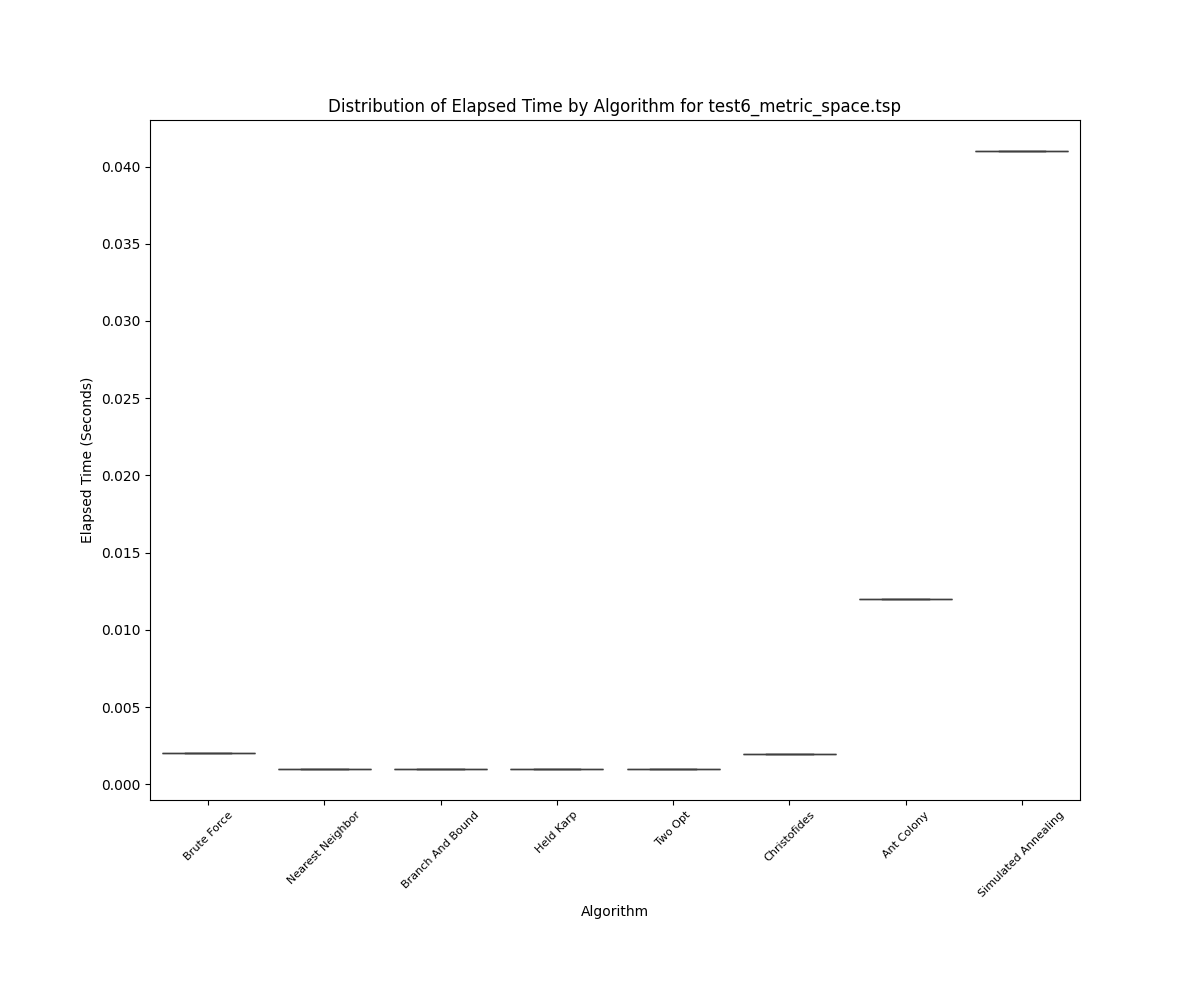 Distribution of Elapsed Time by Algorithm for test6_metric_space.tsp
0.040
0.035
0.030
0.025
0.020
0.015
0.010
0.005
0.000
Elapsed Time (Seconds)
Brute Force
Nearest Neighbor
Branch And Bound
Held Karp
Two Opt
Christofides
Ant Colony
Simulated Annealing
Algorithm